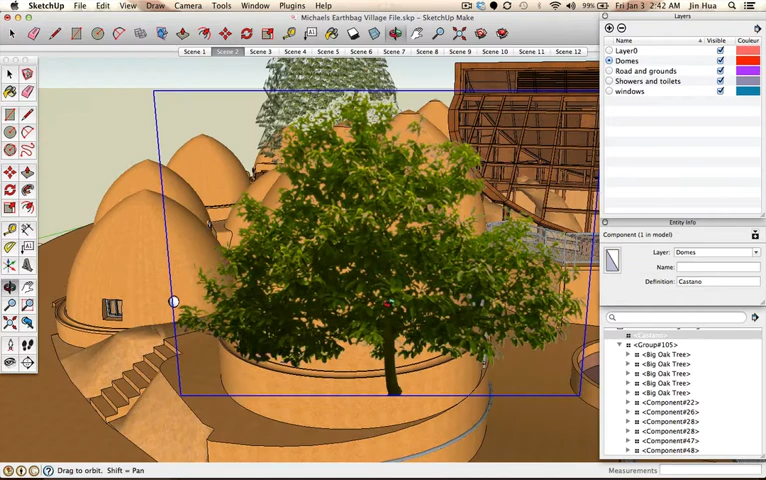 SketchUp File Edit View Draw Camera Tools Window Plugins Help 99% Fri Jan 3 2:42 AM Jin Hua
Michaels Earthbag Village File.skp - SketchUp Make
Scene 1 Scene 2 Scene 3 Scene 4 Scene 5 Scene 6 Scene 7 Scene 8 Scene 9 Scene 10 Scene 11 Scene 12
Layers
Name Visible Colour
Layer0
Domes
Road and grounds
Showers and toilets
windows
Entity Info
Component (1 in model)
Layer: Domes
Name:
Definition: Castano
<Castano>
<Group#105>
<Big Oak Tree>
<Big Oak Tree>
<Big Oak Tree>
<Big Oak Tree>
<Big Oak Tree>
<Component#22>
<Component#26>
<Component#28>
<Component#28>
<Component#47>
<Component#48>
Drag to orbit. Shift = Pan
Measurements